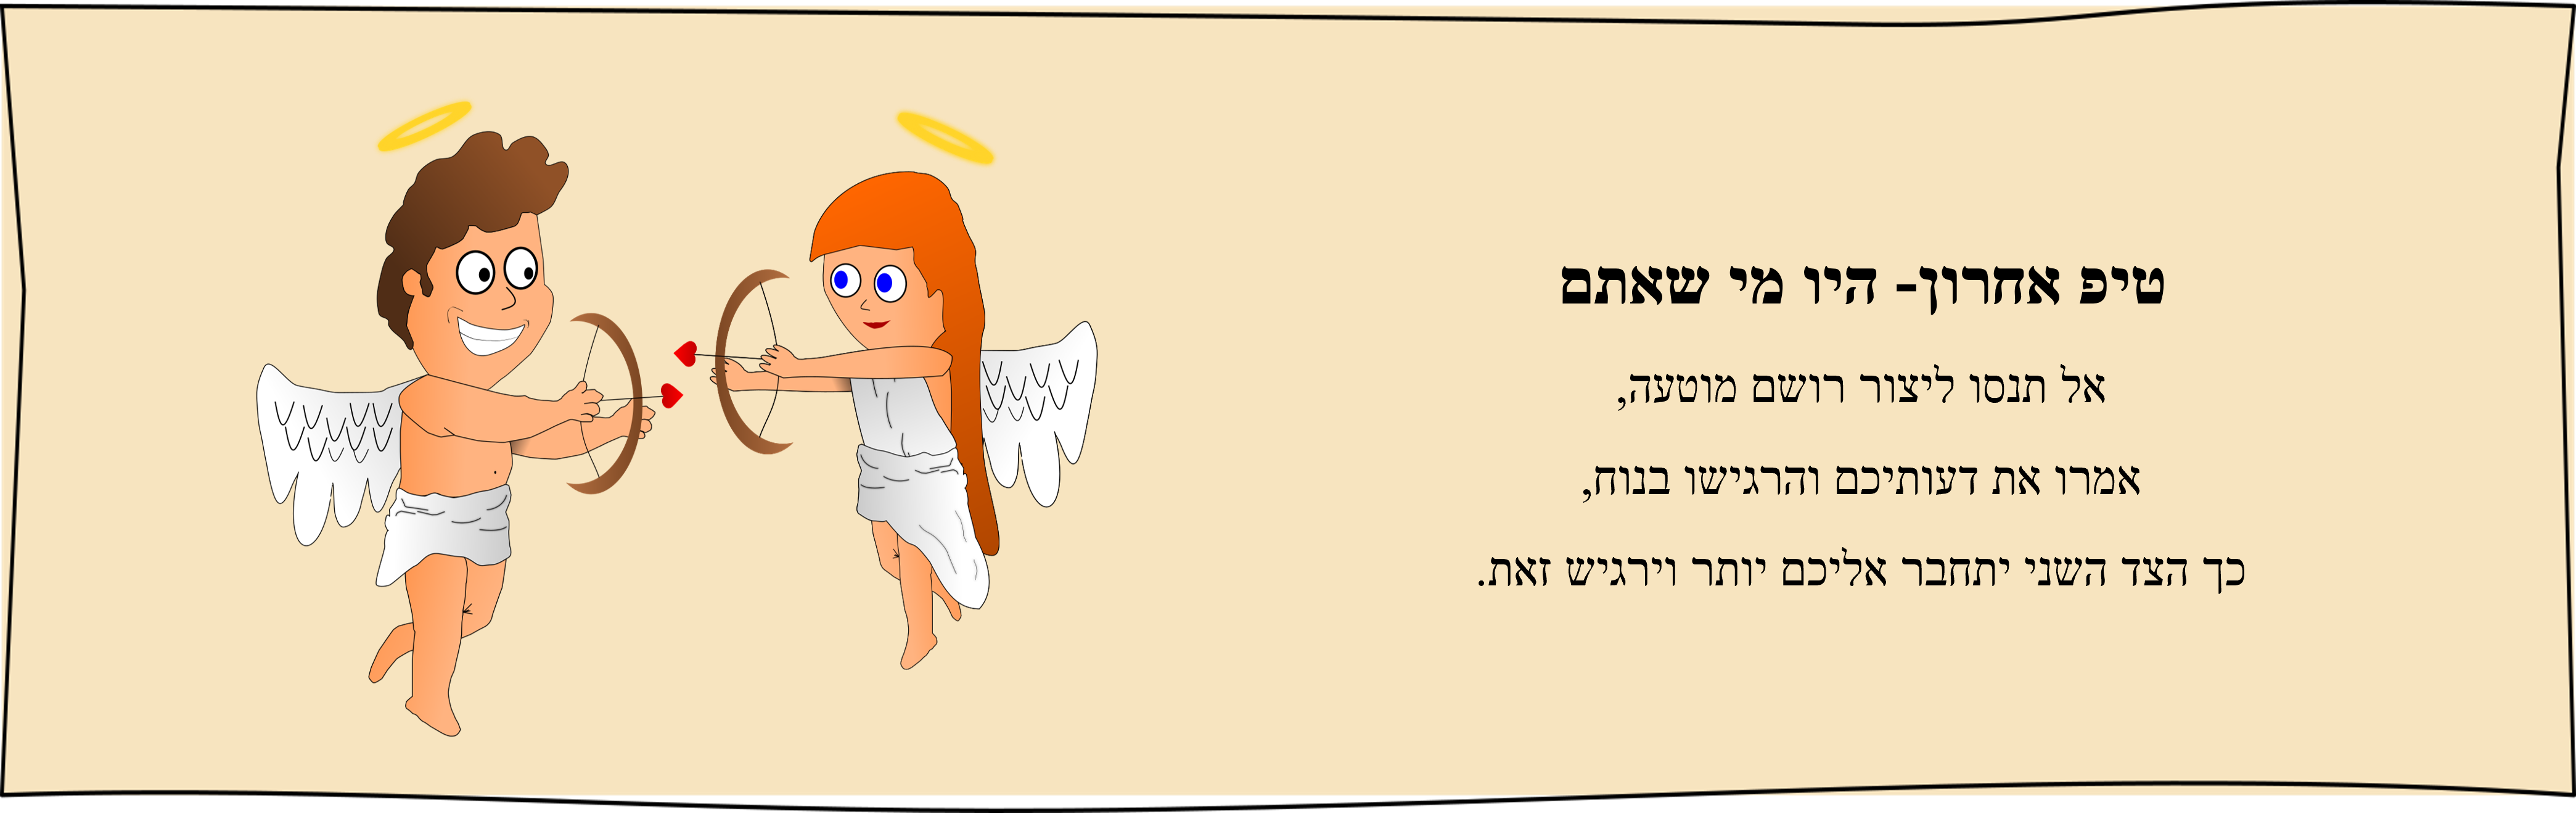 טיפ אחרון- היו מי שאתם
אל תנסו ליצור רושם מוטעה,
אמרו את דעותיכם והרגישו בנוח,
כך הצד השני יתחבר אליכם יותר וירגיש זאת.